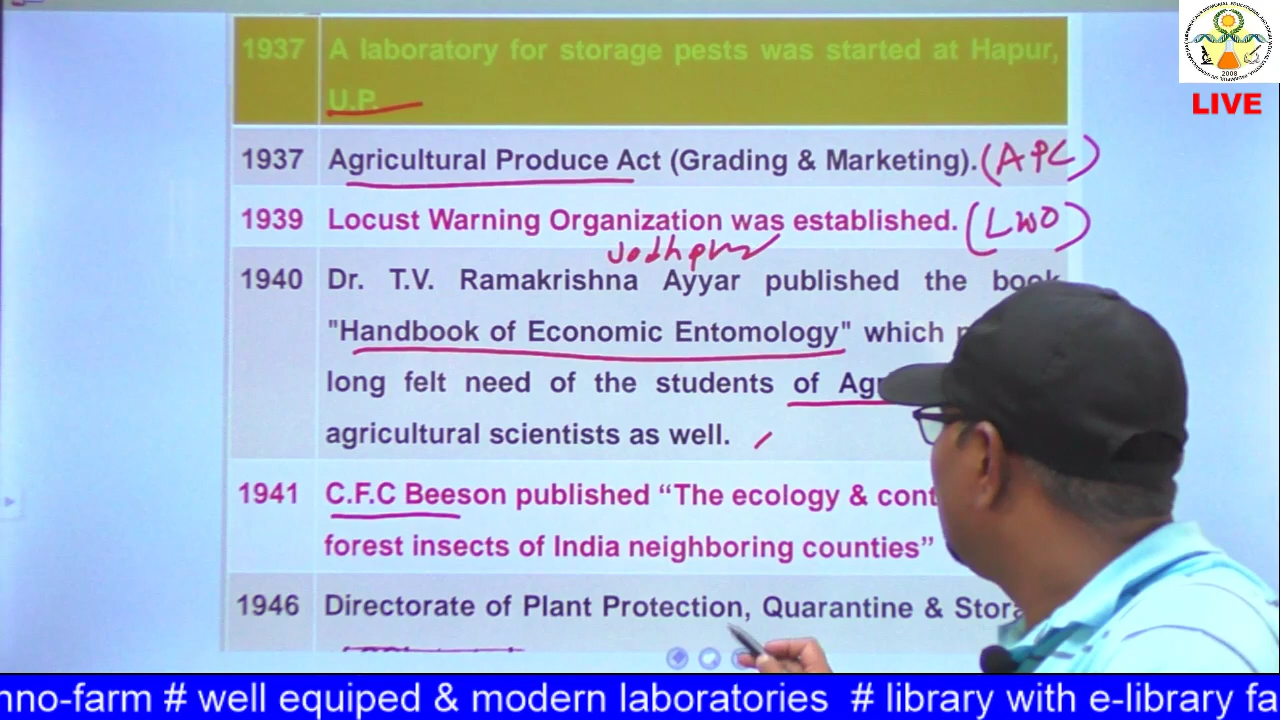 1937 A laboratory for storage pests was started at Hapur,
U.P.
1937 Agricultural Produce Act (Grading & Marketing). (APC)
1939 Locust Warning Organization was established. (LWO)
Jodhpur
1940 Dr. T.V. Ramakrishna Ayyar published the book
"Handbook of Economic Entomology" which
long felt need of the students of Ag
agricultural scientists as well.
1941 C.F.C Beeson published “The ecology & cont
forest insects of India neighboring counties”
1946 Directorate of Plant Protection, Quarantine & Stora
2008
LIVE
hno-farm # well equiped & modern laboratories # library with e-library fa